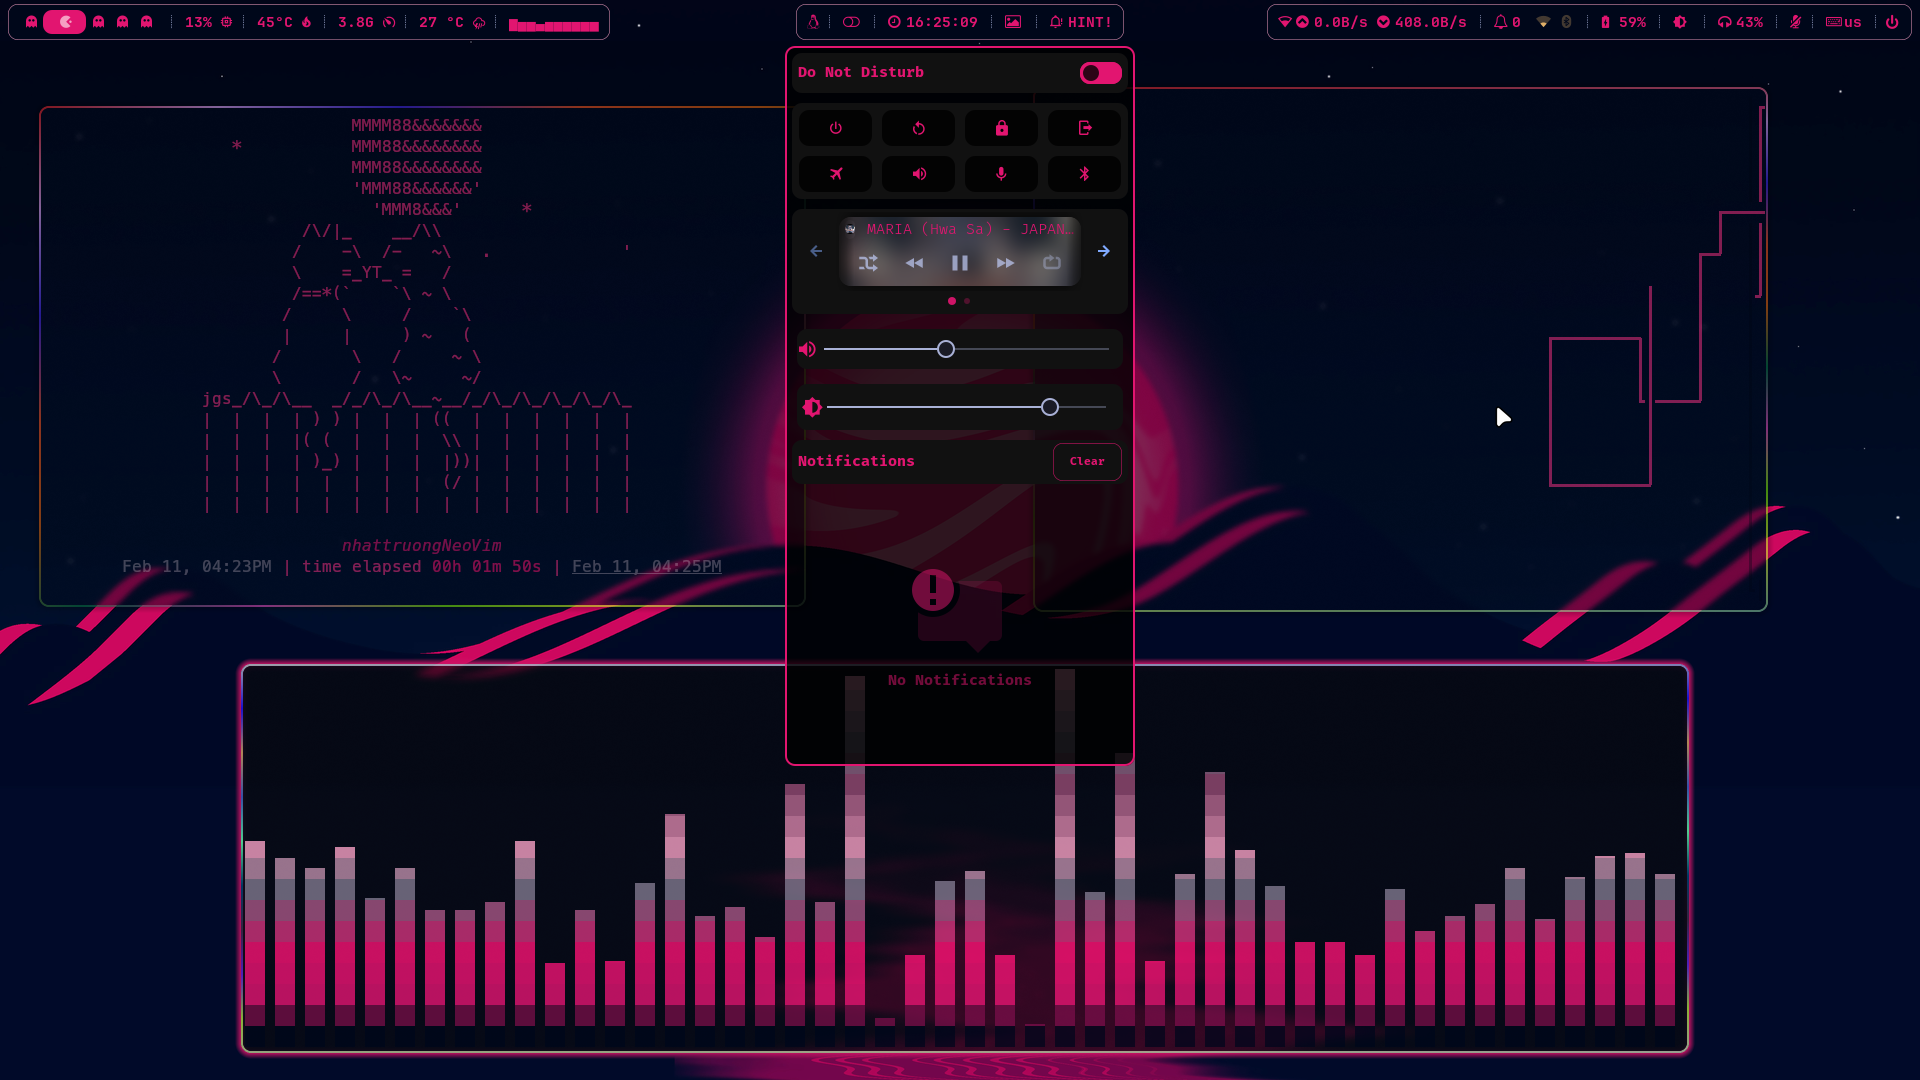 13%
45°C
3.8G
27 °C
16:25:09
HINT!
0.0B/s
408.0B/s
0
59%
43%
us
Do Not Disturb
MARIA (Hwa Sa) - JAPAN…
Notifications
Clear
No Notifications
MMMM88&&&&&&&
* MMM88&&&&&&&&
MMM88&&&&&&&&
'MMM88&&&&&&'
'MMM8&&&' *
/\/|_ __/\\
/ -\ /- ~\ . '
\ =_YT_ = /
/==*(` `\ ~ \
/ \ / `\
| | ) ~ (
/ \ / ~ \
\ / \~ ~/
jgs_/\_/\__ _/_/\_/\__~__/_/\_/\_/\_/\_/\_
| | | | ) ) | | | (( | | | | | |
| | | |( ( | | | \\ | | | | | |
| | | | )_) | | | |))| | | | | |
| | | | | | | | (/ | | | | | |
| | | | | | | | | | | | | | |
nhattruongNeoVim
Feb 11, 04:23PM | time elapsed 00h 01m 50s | Feb 11, 04:25PM